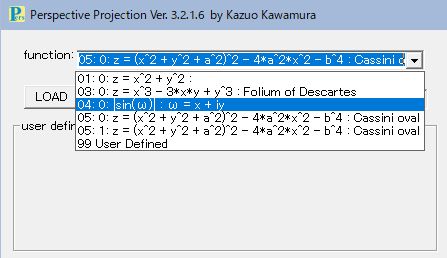 Pers
Perspective Projection Ver. 3.2.1.6 by Kazuo Kawamura
function:
05: 0: z = (x^2 + y^2 + a^2)^2 - 4*a^2*x^2 - b^4 : Cassini o
01: 0: z = x^2 + y^2 :
03: 0: z = x^3 - 3*x*y + y^3 : Folium of Descartes
04: 0: |sin(ω)| : ω = x + iy
05: 0: z = (x^2 + y^2 + a^2)^2 - 4*a^2*x^2 - b^4 : Cassini oval
05: 1: z = (x^2 + y^2 + a^2)^2 - 4*a^2*x^2 - b^4 : Cassini oval
99 User Defined
LOAD
user defin